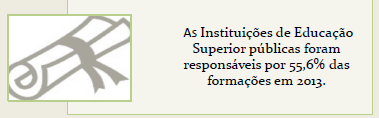 As Instituições de Educação
Superior públicas foram
responsáveis por 55,6% das
formações em 2013.